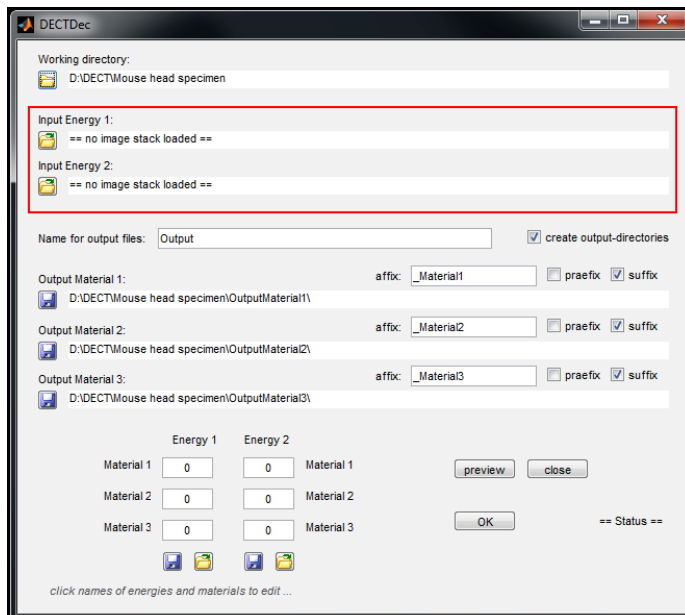 DECTDec
Working directory:
D:\DECT\Mouse head specimen
Input Energy 1:
== no image stack loaded ==
Input Energy 2:
== no image stack loaded ==
Name for output files: Output create output-directories
Output Material 1: affix: _Material1 praefix suffix
D:\DECT\Mouse head specimen\OutputMaterial1\
Output Material 2: affix: _Material2 praefix suffix
D:\DECT\Mouse head specimen\OutputMaterial2\
Output Material 3: affix: _Material3 praefix suffix
D:\DECT\Mouse head specimen\OutputMaterial3\
Energy 1 Energy 2
Material 1 0 0 Material 1 preview close
Material 2 0 0 Material 2
Material 3 0 0 Material 3 OK == Status ==
click names of energies and materials to edit ...